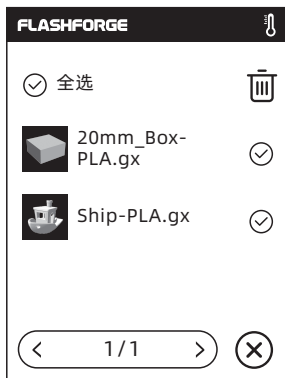 FLASHFORGE
全选
20mm_Box-
PLA.gx
Ship-PLA.gx
1/1